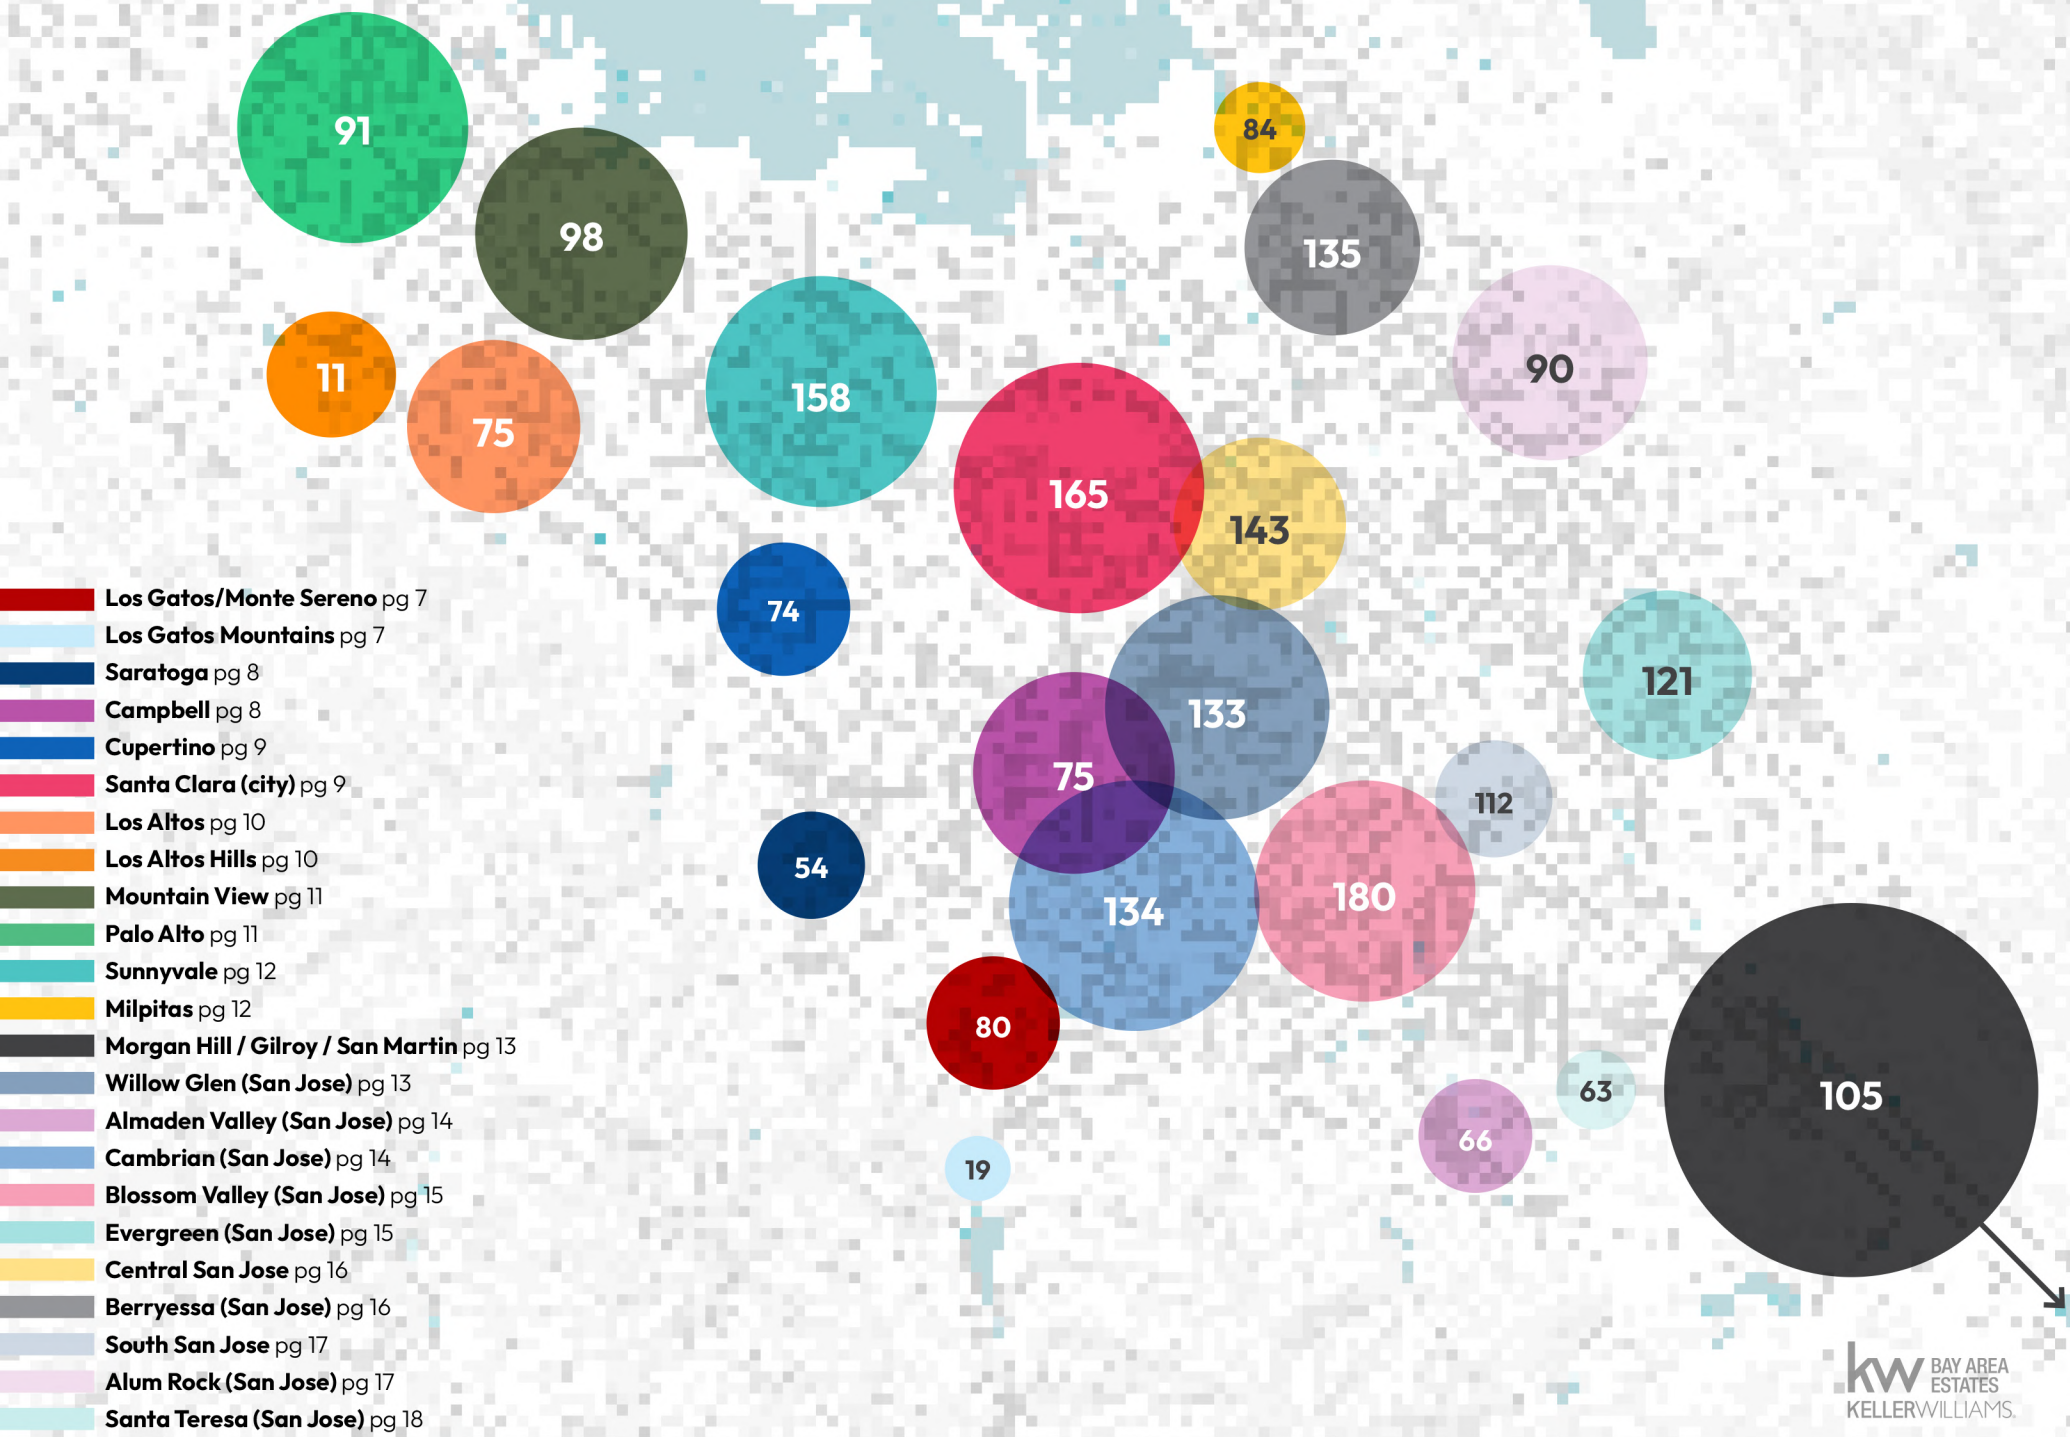 91
84
98
135
90
11
158
75
165
143
74
121
133
75
112
54
180
134
80
105
63
66
19
Los Gatos/Monte Sereno pg 7
Los Gatos Mountains pg 7
Saratoga pg 8
Campbell pg 8
Cupertino pg 9
Santa Clara (city) pg 9
Los Altos pg 10
Los Altos Hills pg 10
Mountain View pg 11
Palo Alto pg 11
Sunnyvale pg 12
Milpitas pg 12
Morgan Hill / Gilroy / San Martin pg 13
Willow Glen (San Jose) pg 13
Almaden Valley (San Jose) pg 14
Cambrian (San Jose) pg 14
Blossom Valley (San Jose) pg 15
Evergreen (San Jose) pg 15
Central San Jose pg 16
Berryessa (San Jose) pg 16
South San Jose pg 17
Alum Rock (San Jose) pg 17
Santa Teresa (San Jose) pg 18
kw BAY AREA
ESTATES
KELLERWILLIAMS.